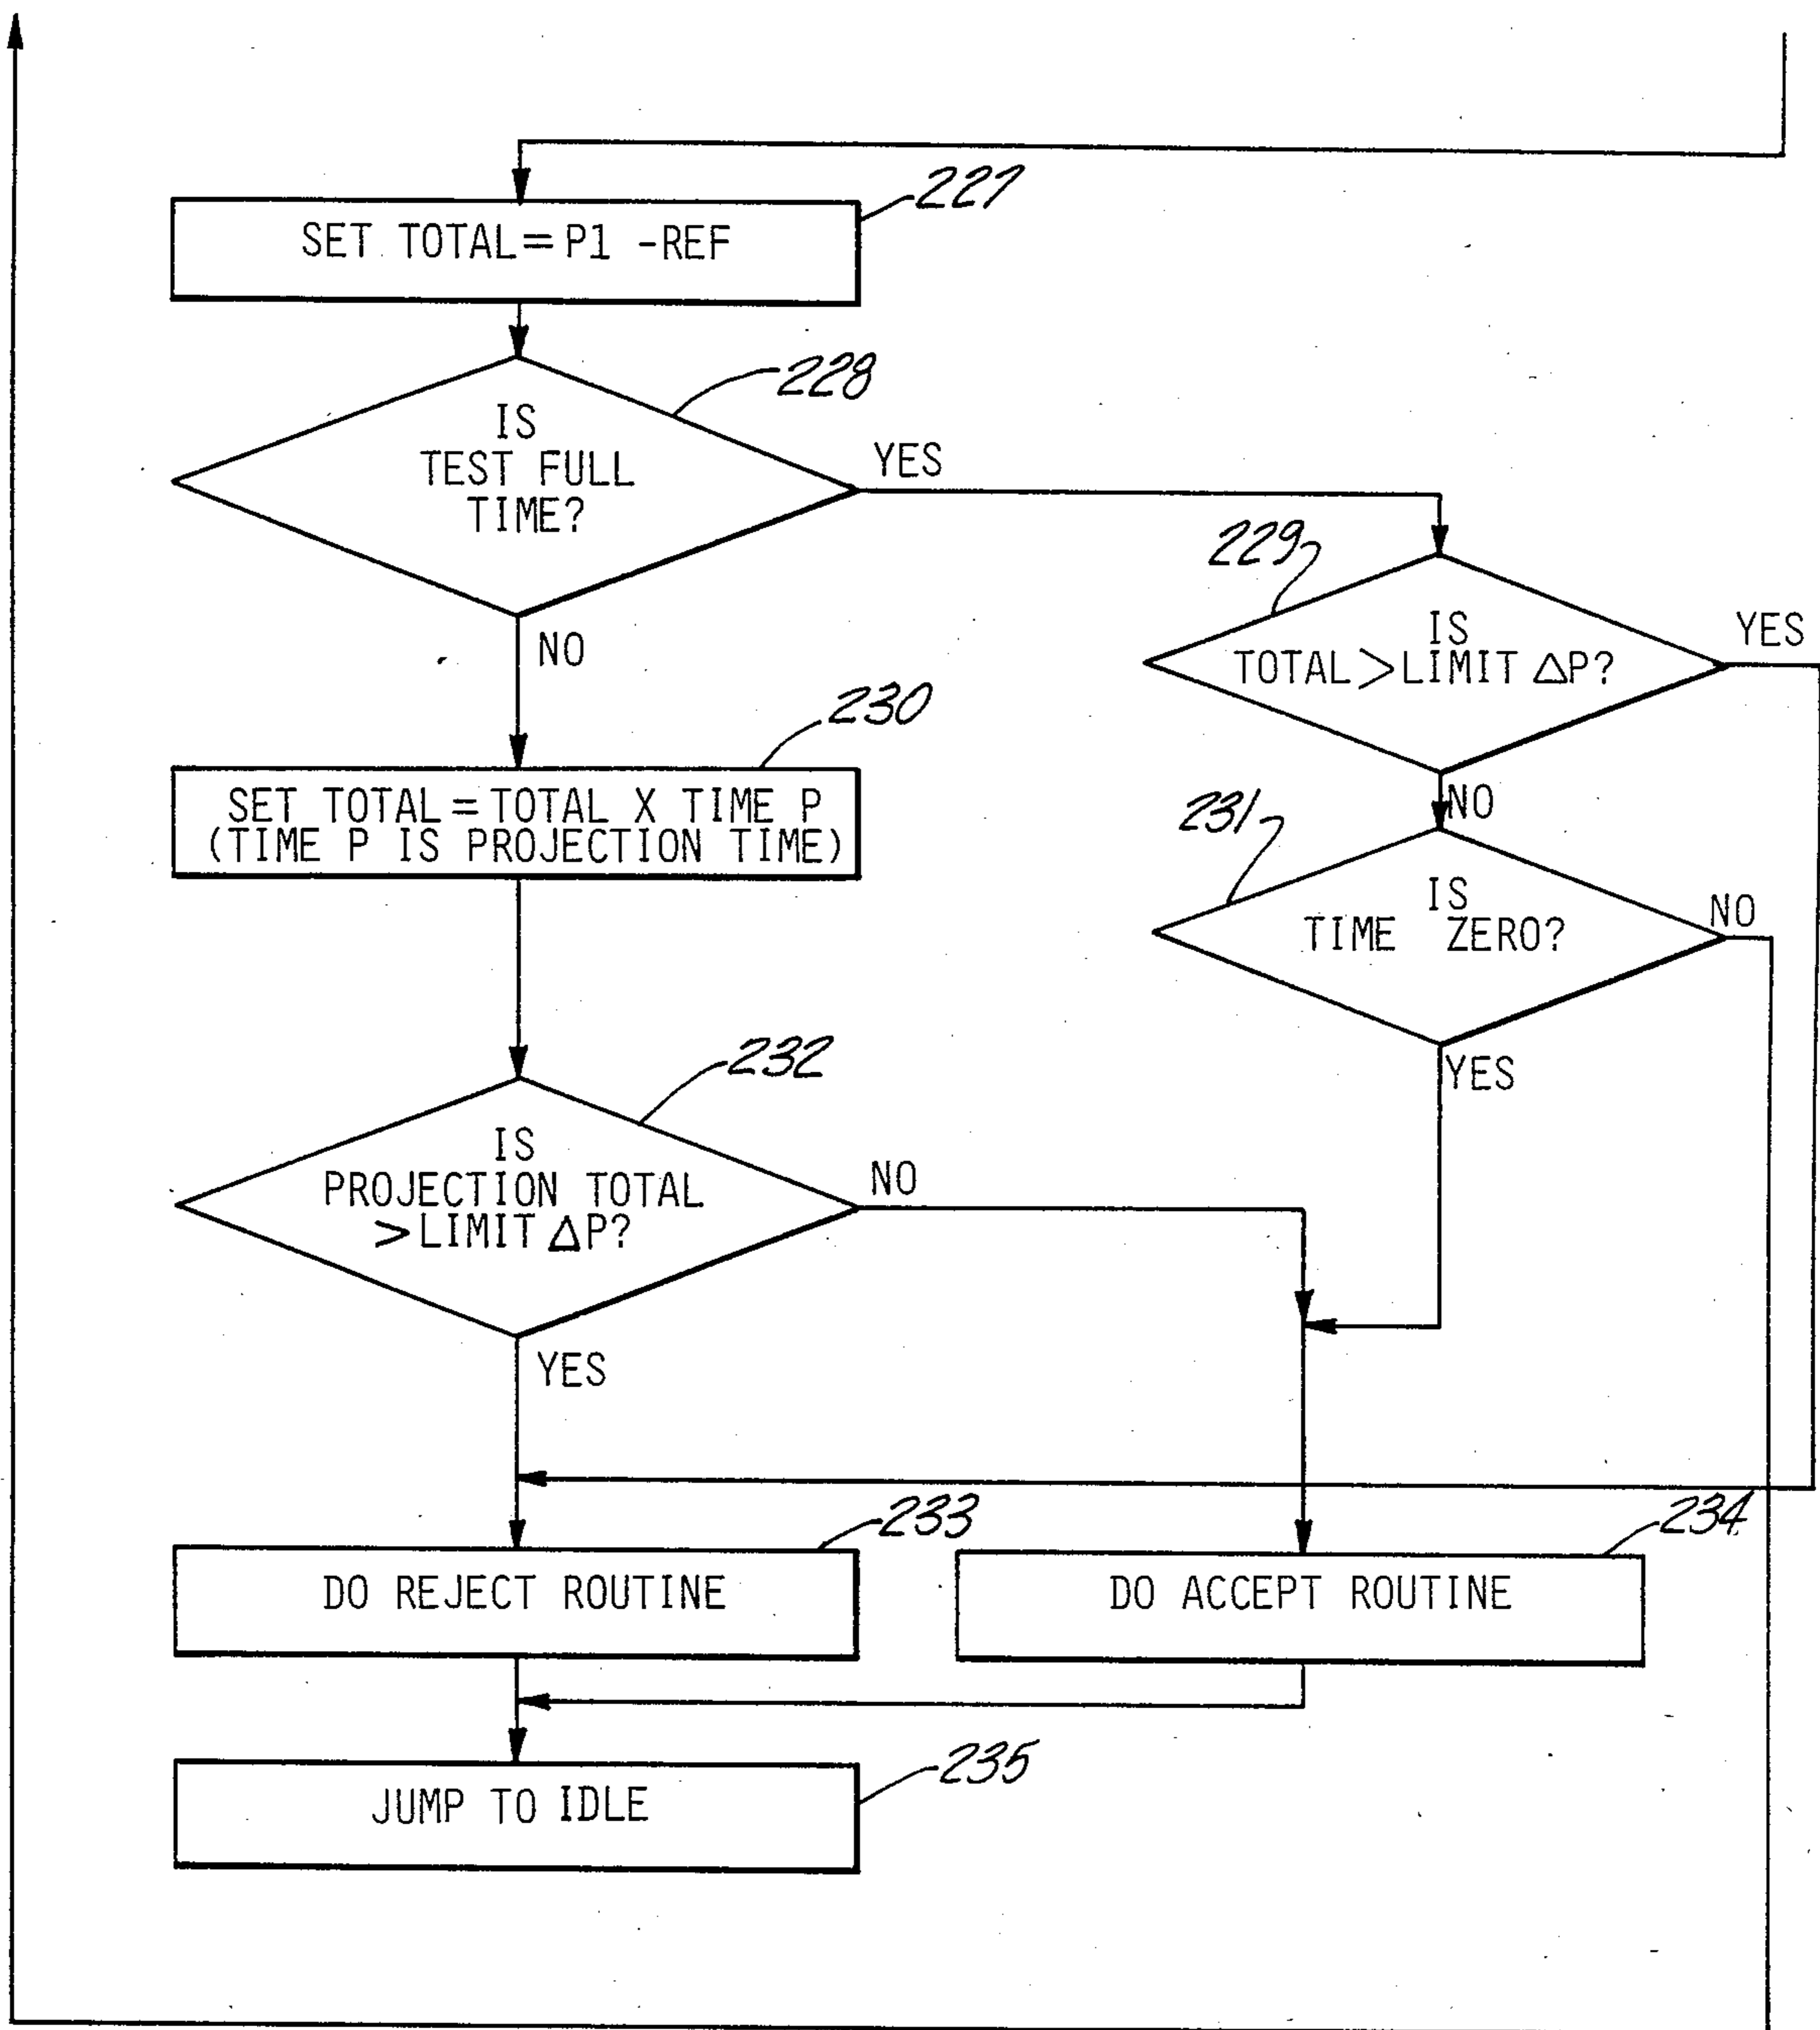 227
SET TOTAL=P1 -REF
228
IS
TEST FULL
TIME?
YES
NO
229
IS
TOTAL>LIMIT ΔP?
YES
NO
230
SET TOTAL=TOTAL X TIME P
(TIME P IS PROJECTION TIME)
231
IS
TIME ZERO?
NO
YES
232
IS
PROJECTION TOTAL
>LIMIT ΔP?
NO
YES
233
DO REJECT ROUTINE
234
DO ACCEPT ROUTINE
235
JUMP TO IDLE